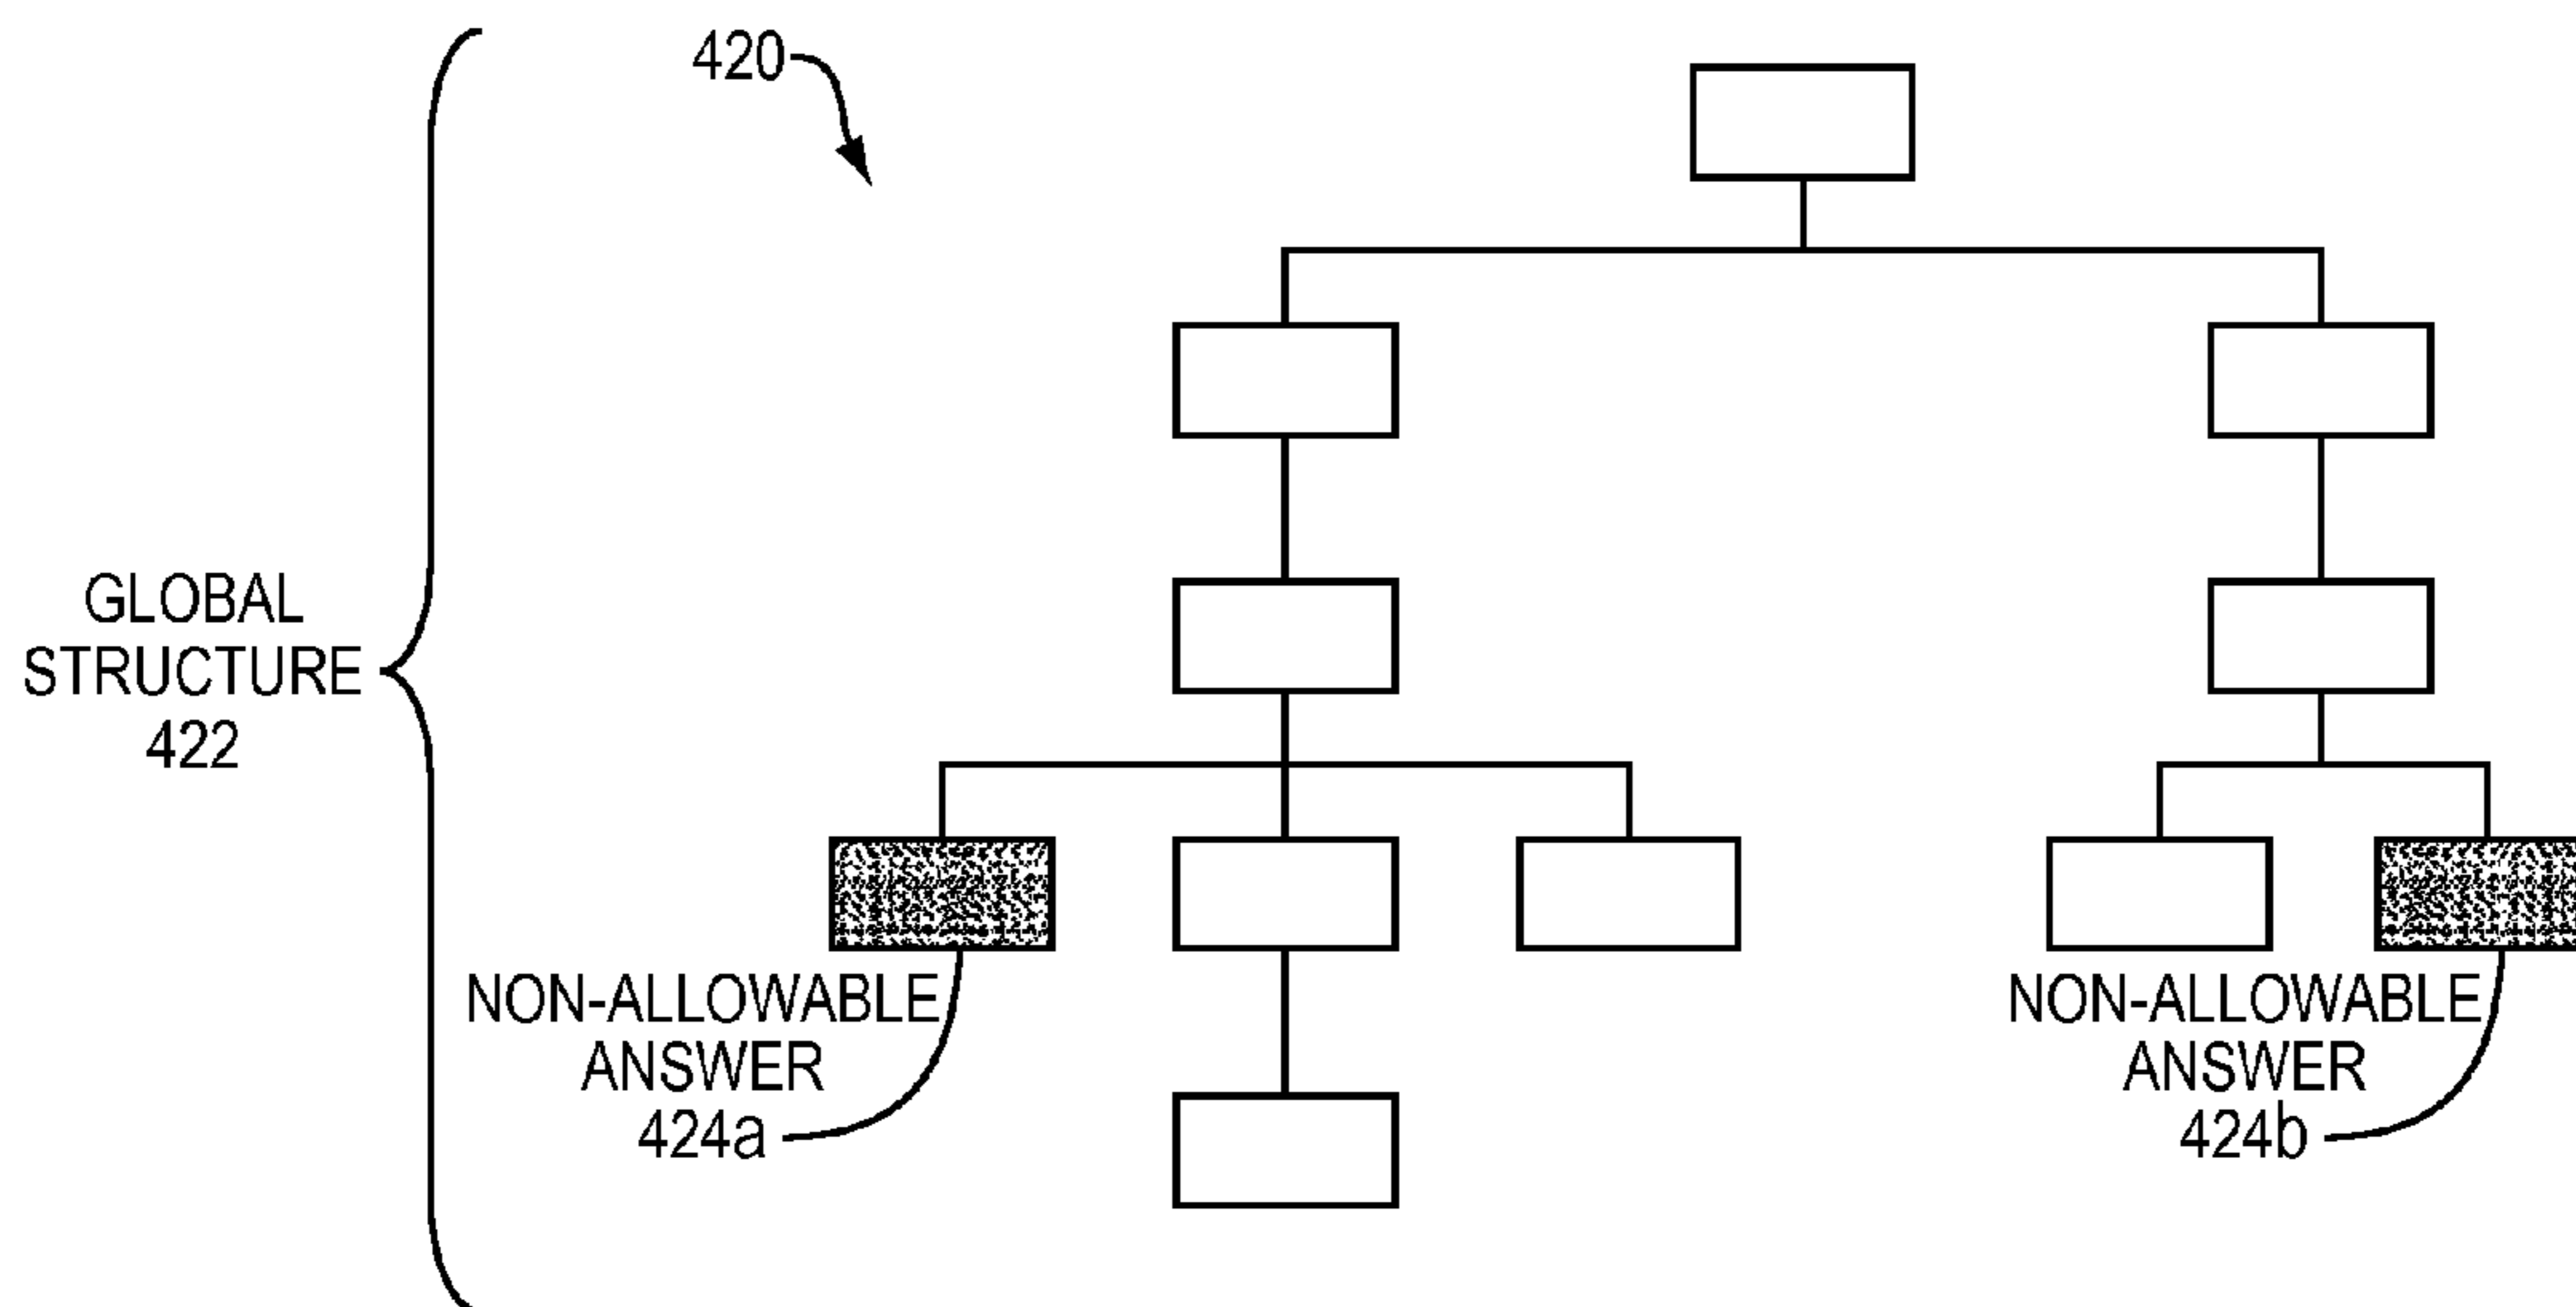 420
GLOBAL
STRUCTURE
422
NON-ALLOWABLE
ANSWER
424a
NON-ALLOWABLE
ANSWER
424b